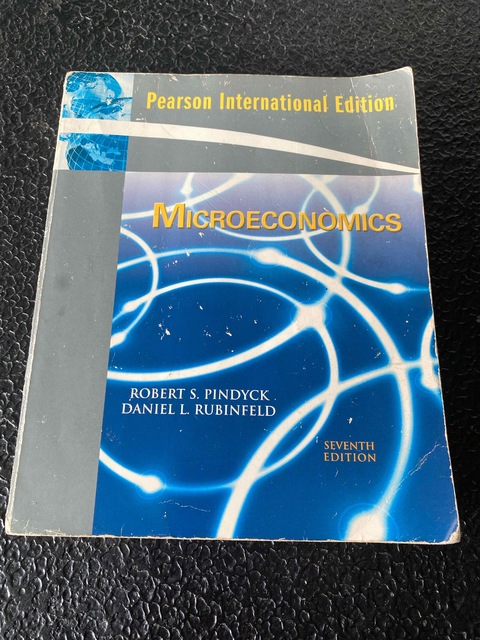 Pearson International Edition
MICROECONOMICS
ROBERT S. PINDYCK
DANIEL L. RUBINFELD
SEVENTH
EDITION